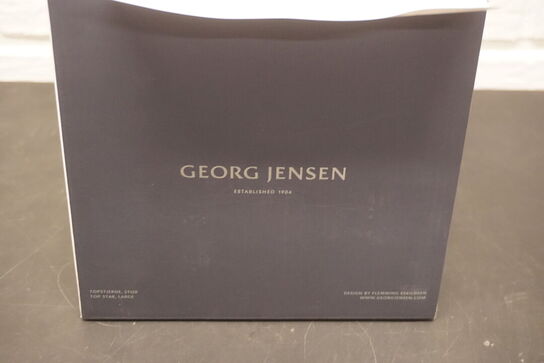 GEORG JENSEN
ESTABLISHED 1904
TOPSTJERNE, STOR
TOP STAR, LARGE
DESIGN BY FLEMMING ESKILDSEN
WWW.GEORGJENSEN.COM